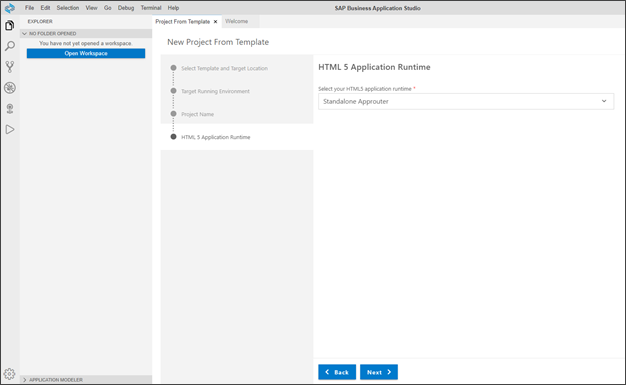 File Edit Selection View Go Debug Terminal Help
SAP Business Application Studio
EXPLORER
NO FOLDER OPENED
You have not yet opened a workspace.
Open Workspace
APPLICATION MODELER
Project From Template
Welcome
New Project From Template
Select Template and Target Location
Target Running Environment
Project Name
HTML 5 Application Runtime
HTML 5 Application Runtime
Select your HTML5 application runtime *
Standalone Approuter
Back
Next